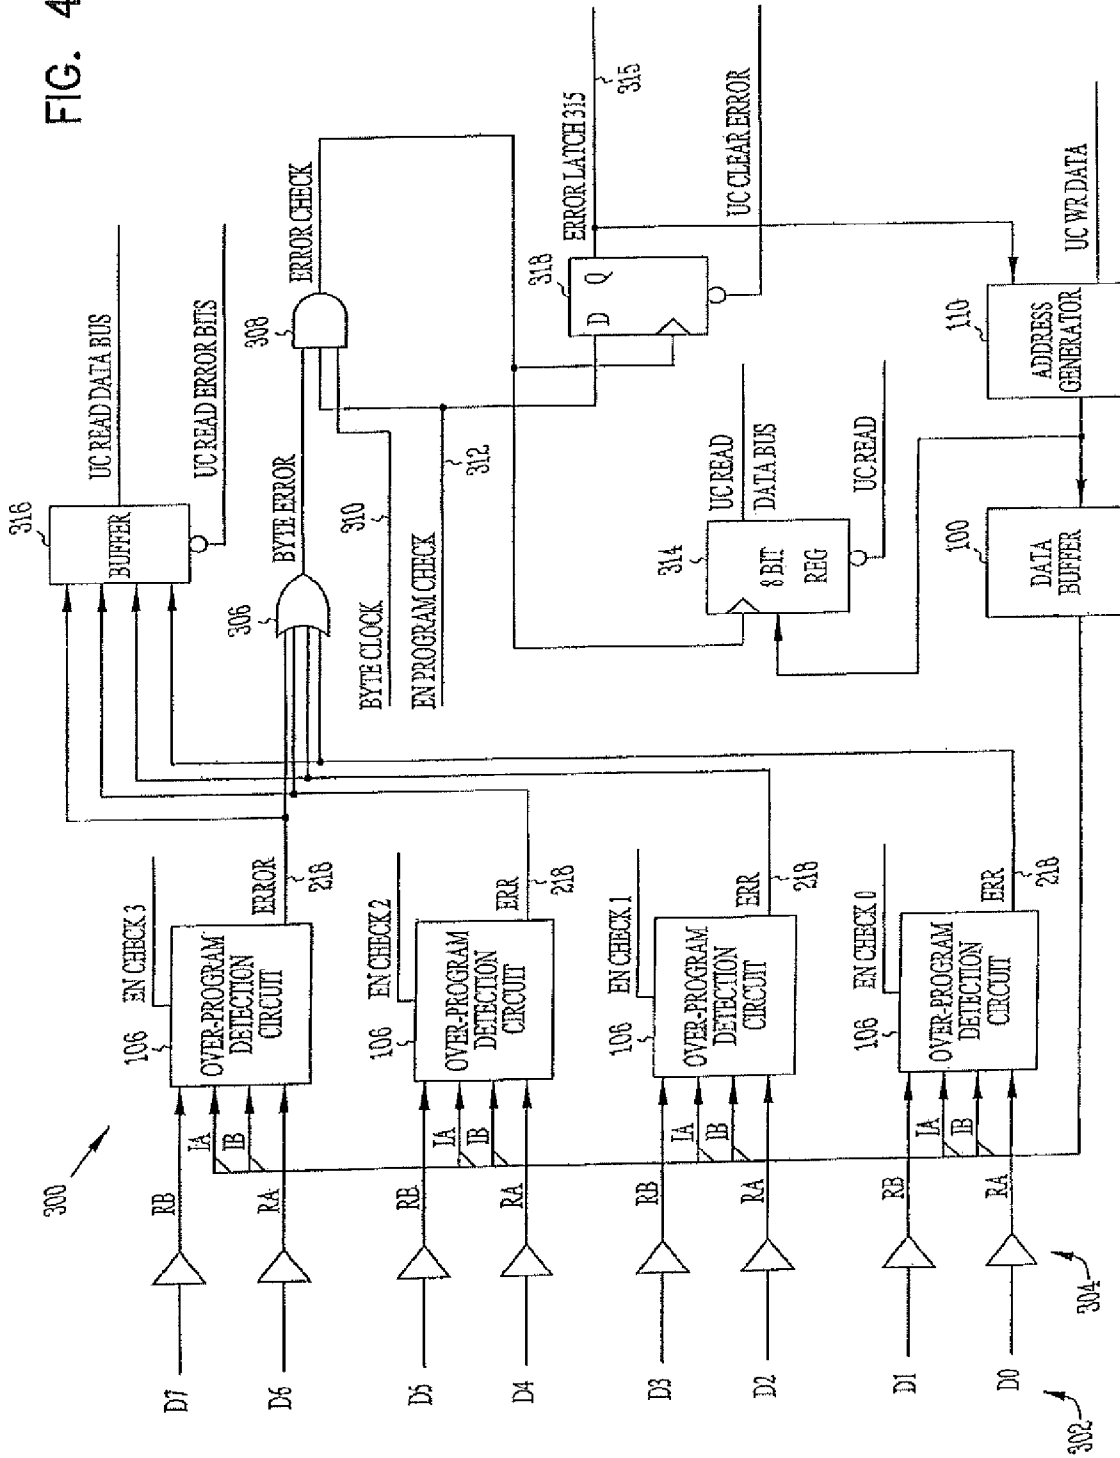 FIG. 4
300
302
304
D7
D6
D5
D4
D3
D2
D1
D0
RB
IA
IB
RA
106
EN CHECK 3
OVER-PROGRAM
DETECTION
CIRCUIT
ERROR
218
RB
IA
IB
RA
106
EN CHECK 2
OVER-PROGRAM
DETECTION
CIRCUIT
ERR
218
RB
IA
IB
RA
106
EN CHECK 1
OVER-PROGRAM
DETECTION
CIRCUIT
ERR
218
RB
IA
IB
RA
106
EN CHECK 0
OVER-PROGRAM
DETECTION
CIRCUIT
ERR
218
316
BUFFER
UC READ DATA BUS
UC READ ERROR BITS
306
BYTE ERROR
308
ERROR CHECK
BYTE CLOCK
310
EN PROGRAM CHECK
312
318
D Q
ERROR LATCH 315
315
UC CLEAR ERROR
314
8 BIT
REG
UC READ
DATA BUS
UC READ
100
DATA
BUFFER
110
ADDRESS
GENERATOR
UC WR DATA